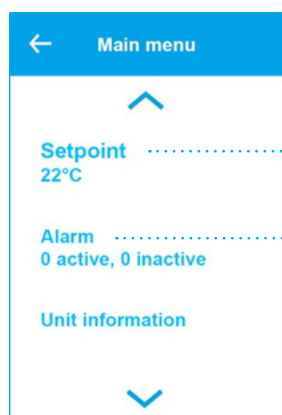 Main menu
Setpoint
22°C
Alarm
0 active, 0 inactive
Unit information